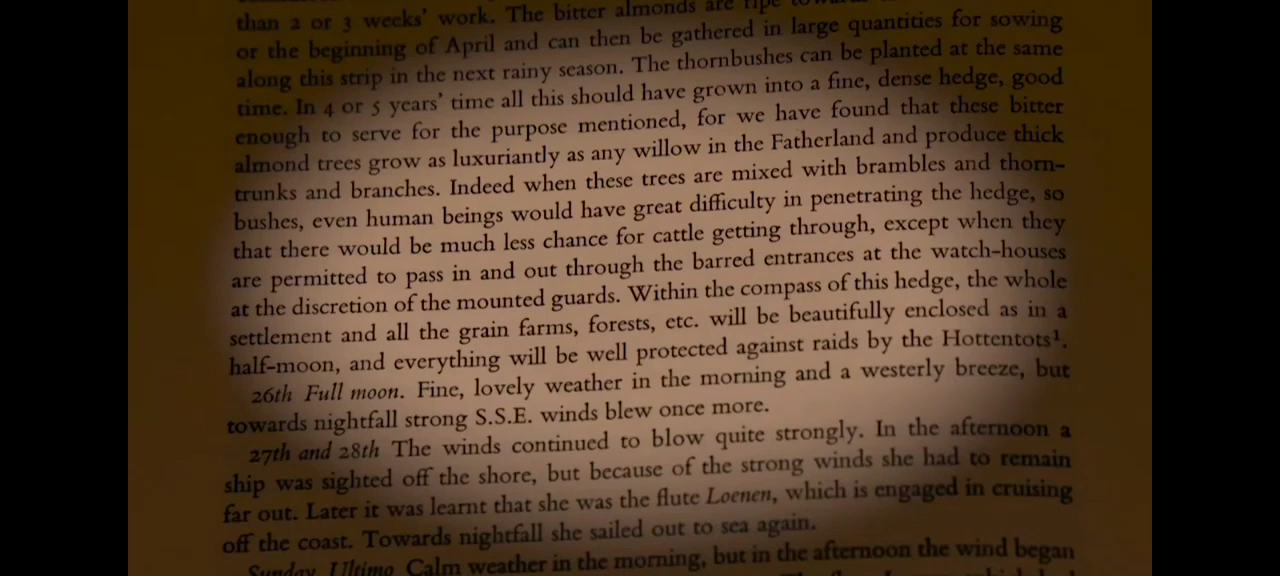 than 2 or 3 weeks' work. The bitter almonds are ripe
or the beginning of April and can then be gathered in large quantities for sowing
along this strip in the next rainy season. The thornbushes can be planted at the same
time. In 4 or 5 years' time all this should have grown into a fine, dense hedge, good
enough to serve for the purpose mentioned, for we have found that these bitter
almond trees grow as luxuriantly as any willow in the Fatherland and produce thick
trunks and branches. Indeed when these trees are mixed with brambles and thorn-
bushes, even human beings would have great difficulty in penetrating the hedge, so
that there would be much less chance for cattle getting through, except when they
are permitted to pass in and out through the barred entrances at the watch-houses
at the discretion of the mounted guards. Within the compass of this hedge, the whole
settlement and all the grain farms, forests, etc. will be beautifully enclosed as in a
half-moon, and everything will be well protected against raids by the Hottentots¹.
26th Full moon. Fine, lovely weather in the morning and a westerly breeze, but
towards nightfall strong S.S.E. winds blew once more.
27th and 28th The winds continued to blow quite strongly. In the afternoon a
ship was sighted off the shore, but because of the strong winds she had to remain
far out. Later it was learnt that she was the flute Loenen, which is engaged in cruising
off the coast. Towards nightfall she sailed out to sea again.
Sunday, Ultimo Calm weather in the morning, but in the afternoon the wind began